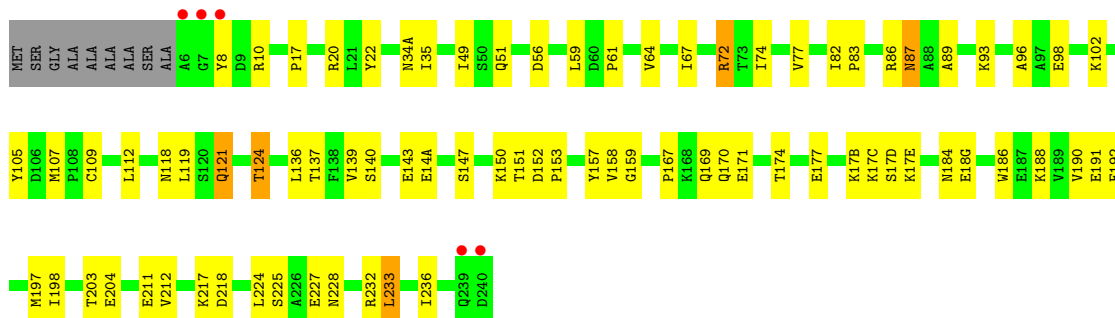 MET SER GLY ALA ALA ALA ALA SER ALA A6 G7 Y8 D9 R10 P17 R20 L21 Y22 N34A I35 I49 S50 Q51 D56 L59 D60 P61 V64 I67 R72 T73 I74 V77 I82 P83 R86 N87 A88 A89 K93 A96 A97 E98 K102
Y105 D106 M107 P108 C109 L112 N118 L119 S120 Q121 T124 L136 T137 F138 V139 S140 E143 E14A S147 K150 T151 D152 P153 Y157 V158 G159 P167 K168 Q169 Q170 E171 T174 E177 K17B K17C S17D K17E N184 E18G W186 E187 K188 V189 V190 E191
M197 I198 T203 E204 E211 V212 K217 D218 L224 S225 A226 E227 N228 R232 L233 I236 Q239 D240